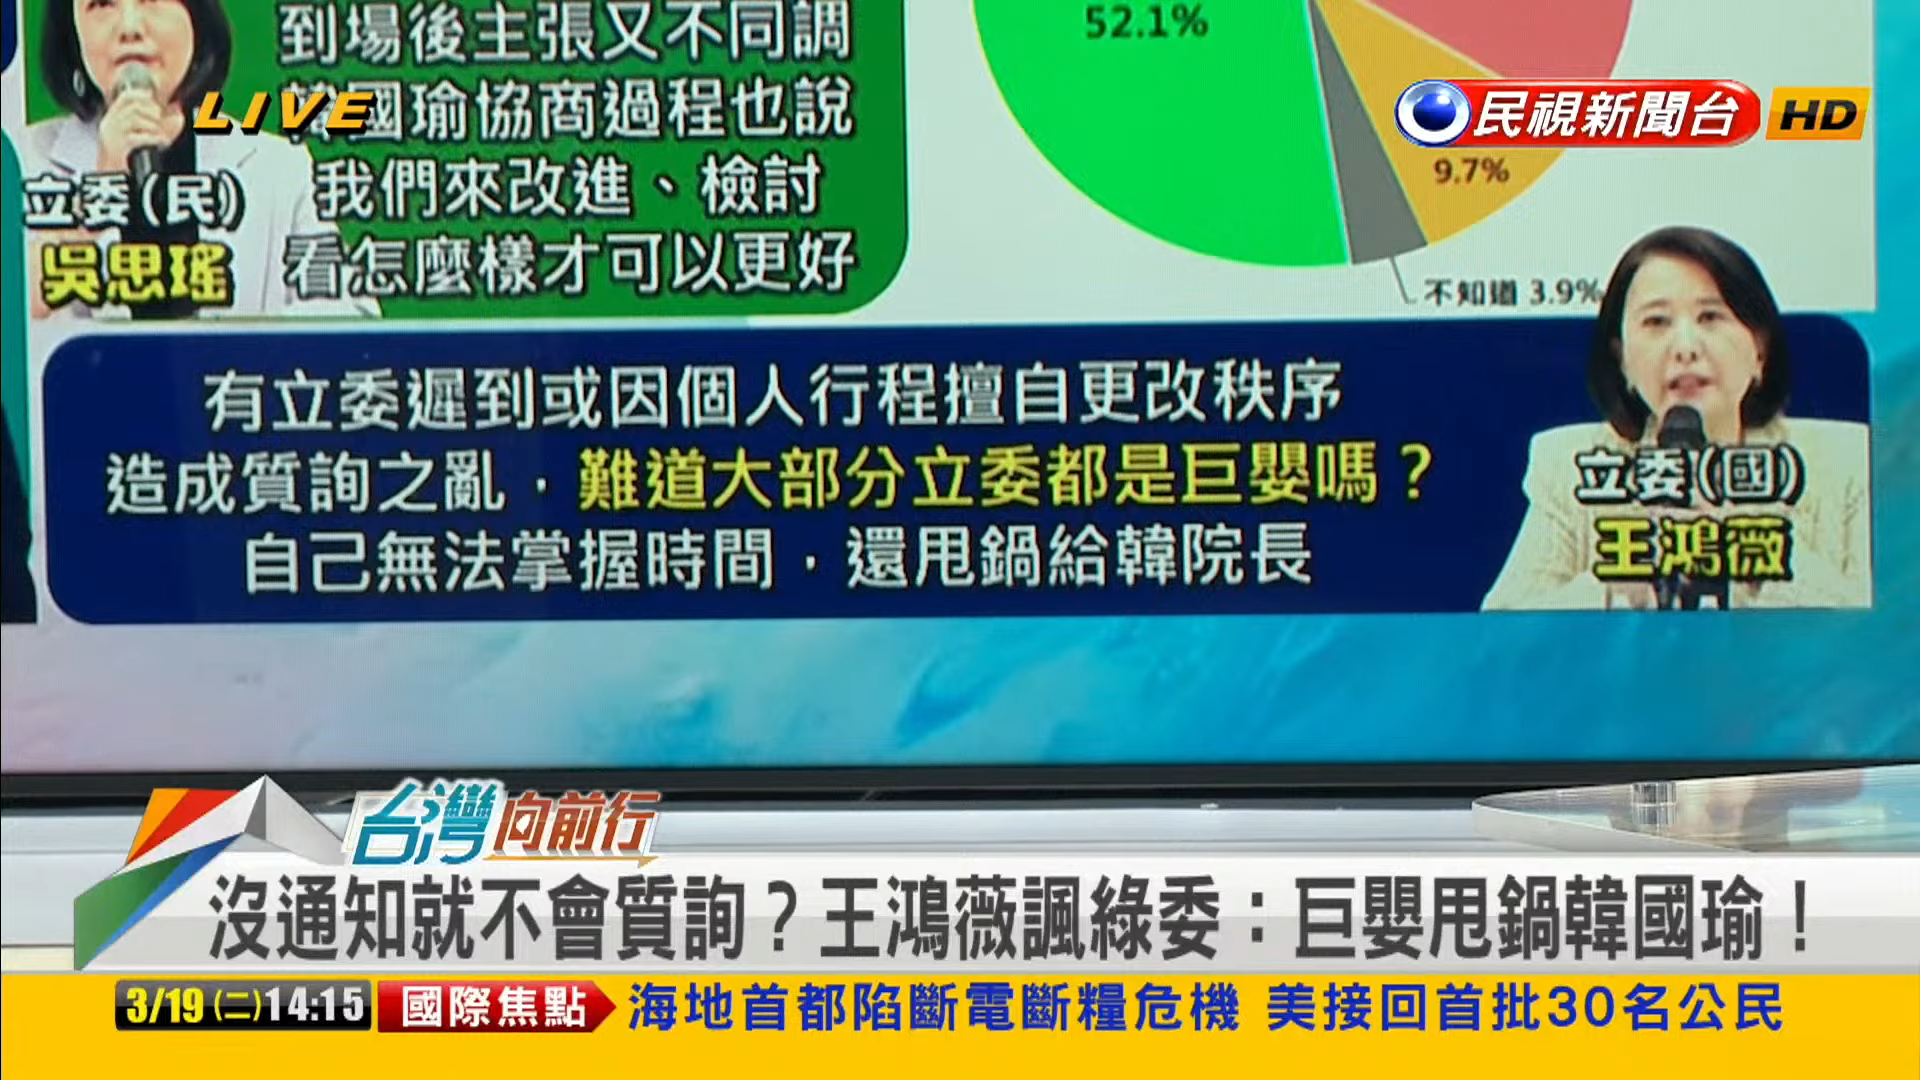 到場後主張又不同調
韓國瑜協商過程也說
我們來改進、檢討
看怎麼樣才可以更好
立委(民)
吳思瑤
LIVE
52.1%
9.7%
不知道 3.9%
民視新聞台
HD
有立委遲到或因個人行程擅自更改秩序
造成質詢之亂，難道大部分立委都是巨嬰嗎？
自己無法掌握時間，還甩鍋給韓院長
立委(國)
王鴻薇
台灣向前行
沒通知就不會質詢？王鴻薇諷綠委：巨嬰甩鍋韓國瑜！
3/19(二)14:15
國際焦點
海地首都陷斷電斷糧危機 美接回首批30名公民